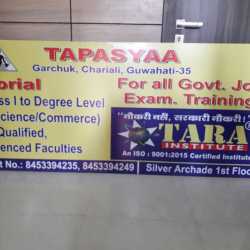 TAPASYAA
Garchuk, Chariali, Guwahati-35
orial
For all Govt. Jo
ss I to Degree Level
Exam. Training
cience/Commerce)
"नौकरी नहीं, सरकारी नौकरी"
Qualified,
TARA
INSTITUTE
enced Faculties
An ISO : 9001:2015 Certified Institute
t No.: 8453394235, 8453394249
Silver Archade 1st Floo